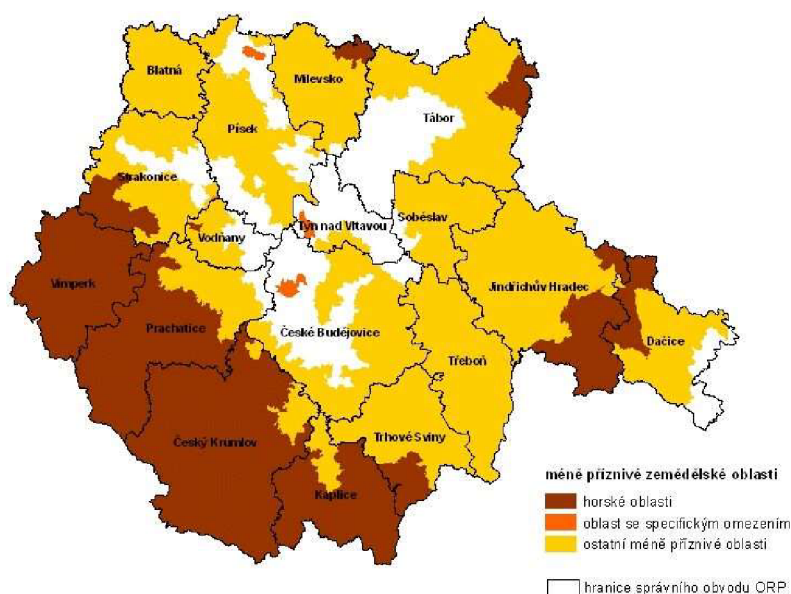 Blatná
Milevsko
Písek
Tábor
Strakonice
Vodňany
Týn nad Vltavou
Soběslav
Vimperk
Prachatice
České Budějovice
Jindřichův Hradec
Dačice
Třeboň
Český Krumlov
Trhové Sviny
Kaplice
méně příznivé zemědělské oblasti
horské oblasti
oblast se specifickým omezením
ostatní méně příznivé oblasti
hranice správního obvodu ORP